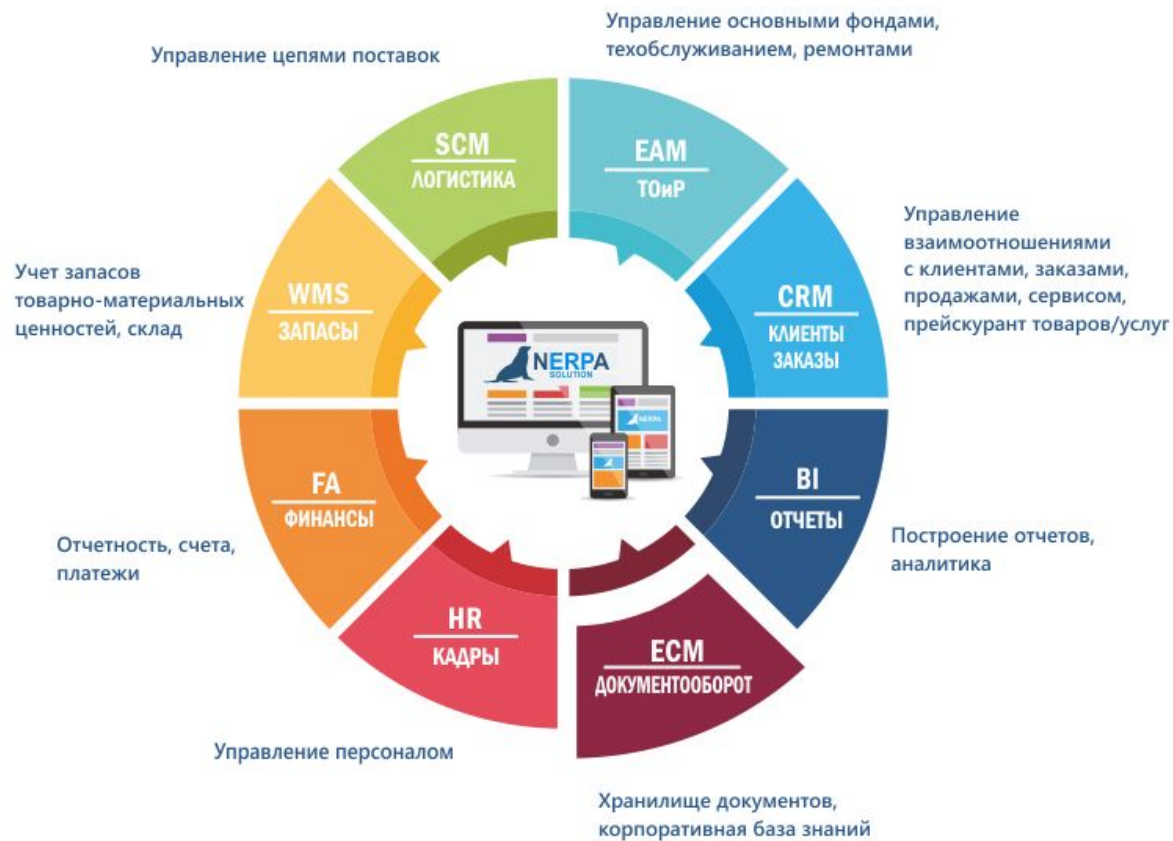 Управление цепями поставок
Управление основными фондами,
техобслуживанием, ремонтами
SCM
ЛОГИСТИКА
EAM
ТОиР
Учет запасов
товарно-материальных
ценностей, склад
WMS
ЗАПАСЫ
CRM
КЛИЕНТЫ
ЗАКАЗЫ
Управление
взаимоотношениями
с клиентами, заказами,
продажами, сервисом,
прейскурант товаров/услуг
NERPA
SOLUTION
NERPA
FA
ФИНАНСЫ
Отчетность, счета,
платежи
BI
ОТЧЕТЫ
Построение отчетов,
аналитика
HR
КАДРЫ
Управление персоналом
ECM
ДОКУМЕНТООБОРОТ
Хранилище документов,
корпоративная база знаний